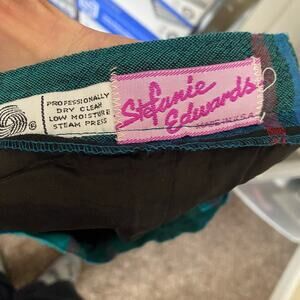 PROFESSIONALLY
DRY CLEAN
LOW MOISTURE
STEAM PRESS
®
Stefanie
Edwards
MADE IN U.S.A.